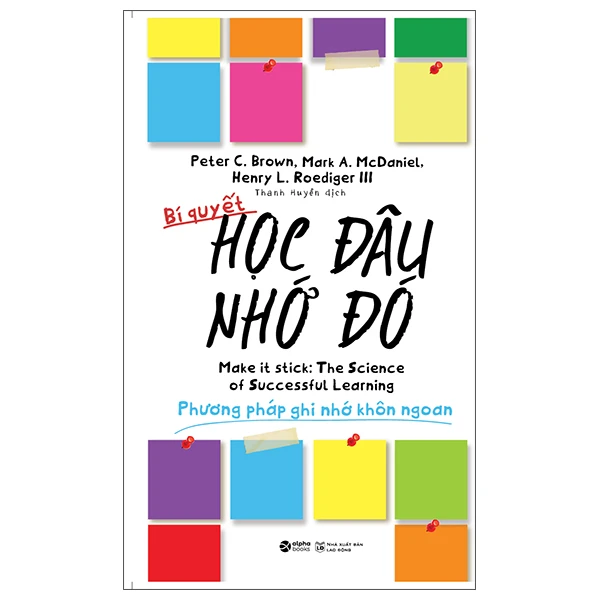 Peter C. Brown, Mark A. McDaniel,
Henry L. Roediger III
Thanh Huyền dịch
Bí quyết
HỌC ĐÂU
NHỚ ĐÓ
Make it stick: The Science
of Successful Learning
Phương pháp ghi nhớ khôn ngoan
alpha
books
LĐ
NHÀ XUẤT BẢN
LAO ĐỘNG